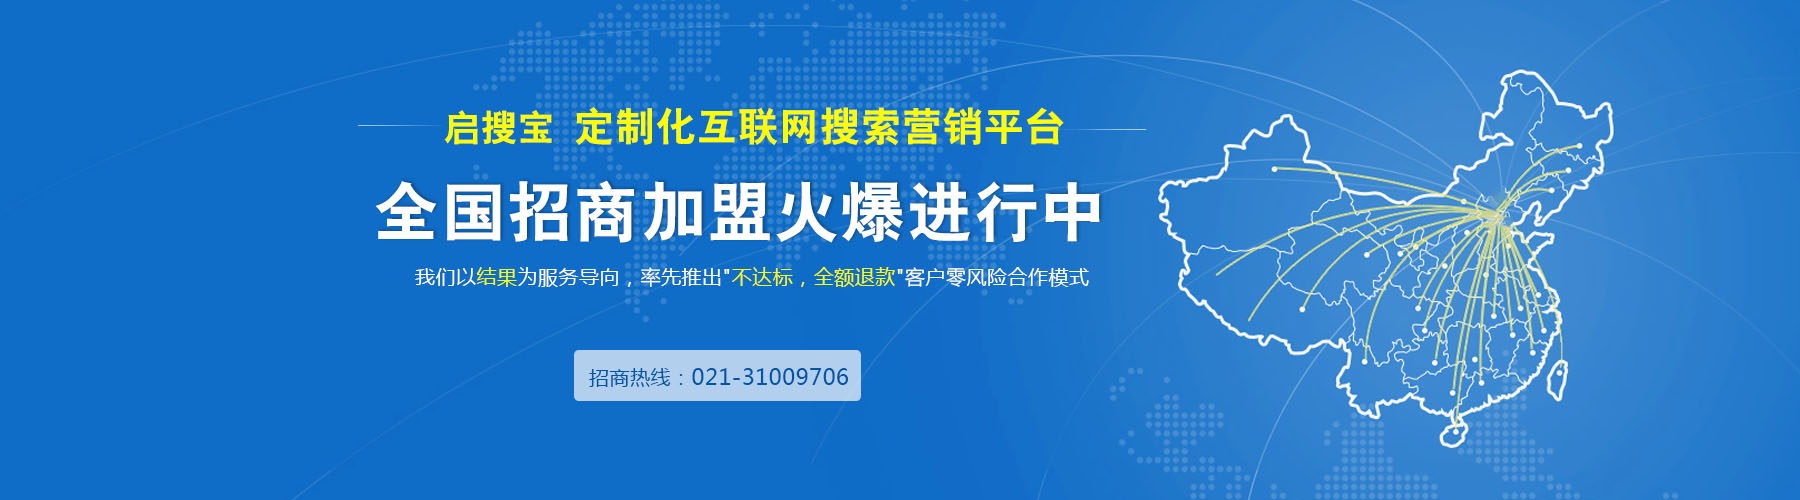 启搜宝 定制化互联网搜索营销平台
全国招商加盟火爆进行中
我们以结果为服务导向，率先推出"不达标，全额退款"客户零风险合作模式
招商热线：021-31009706